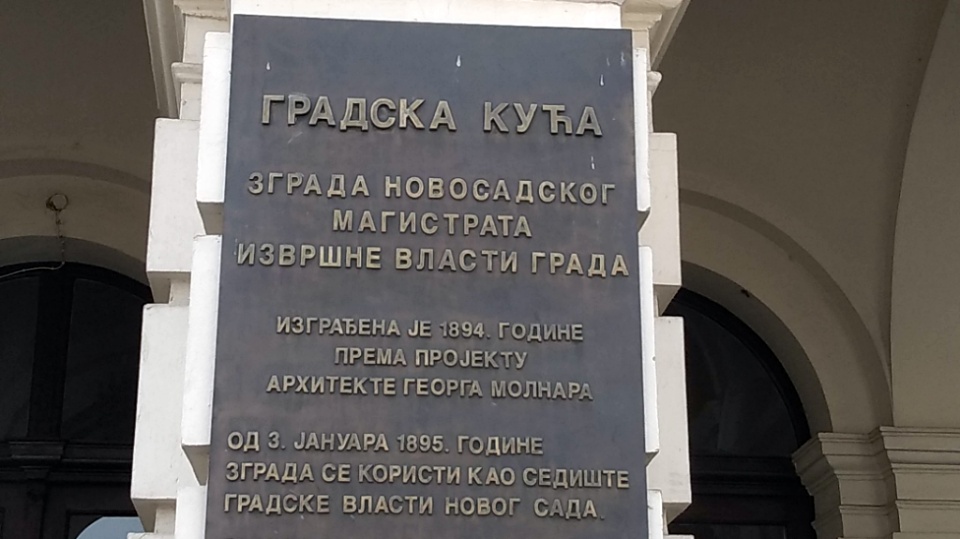 ГРАДСКА КУЋА
ЗГРАДА НОВОСАДСКОГ
МАГИСТРАТА
ИЗВРШНЕ ВЛАСТИ ГРАДА
ИЗГРАЂЕНА ЈЕ 1894. ГОДИНЕ
ПРЕМА ПРОЈЕКТУ
АРХИТЕКТЕ ГЕОРГА МОЛНАРА
ОД 3. ЈАНУАРА 1895. ГОДИНЕ
ЗГРАДА СЕ КОРИСТИ КАО СЕДИШТЕ
ГРАДСКЕ ВЛАСТИ НОВОГ САДА.